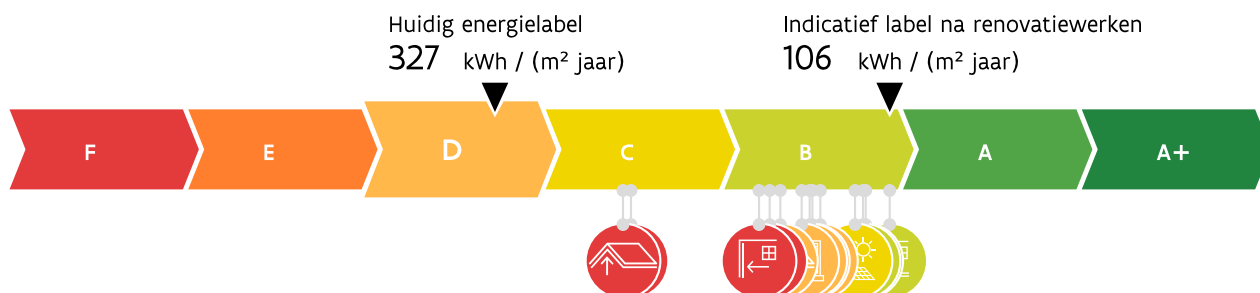 Huidig energielabel
327 kWh / (m² jaar)
Indicatief label na renovatiewerken
106 kWh / (m² jaar)
F E D C B A A+